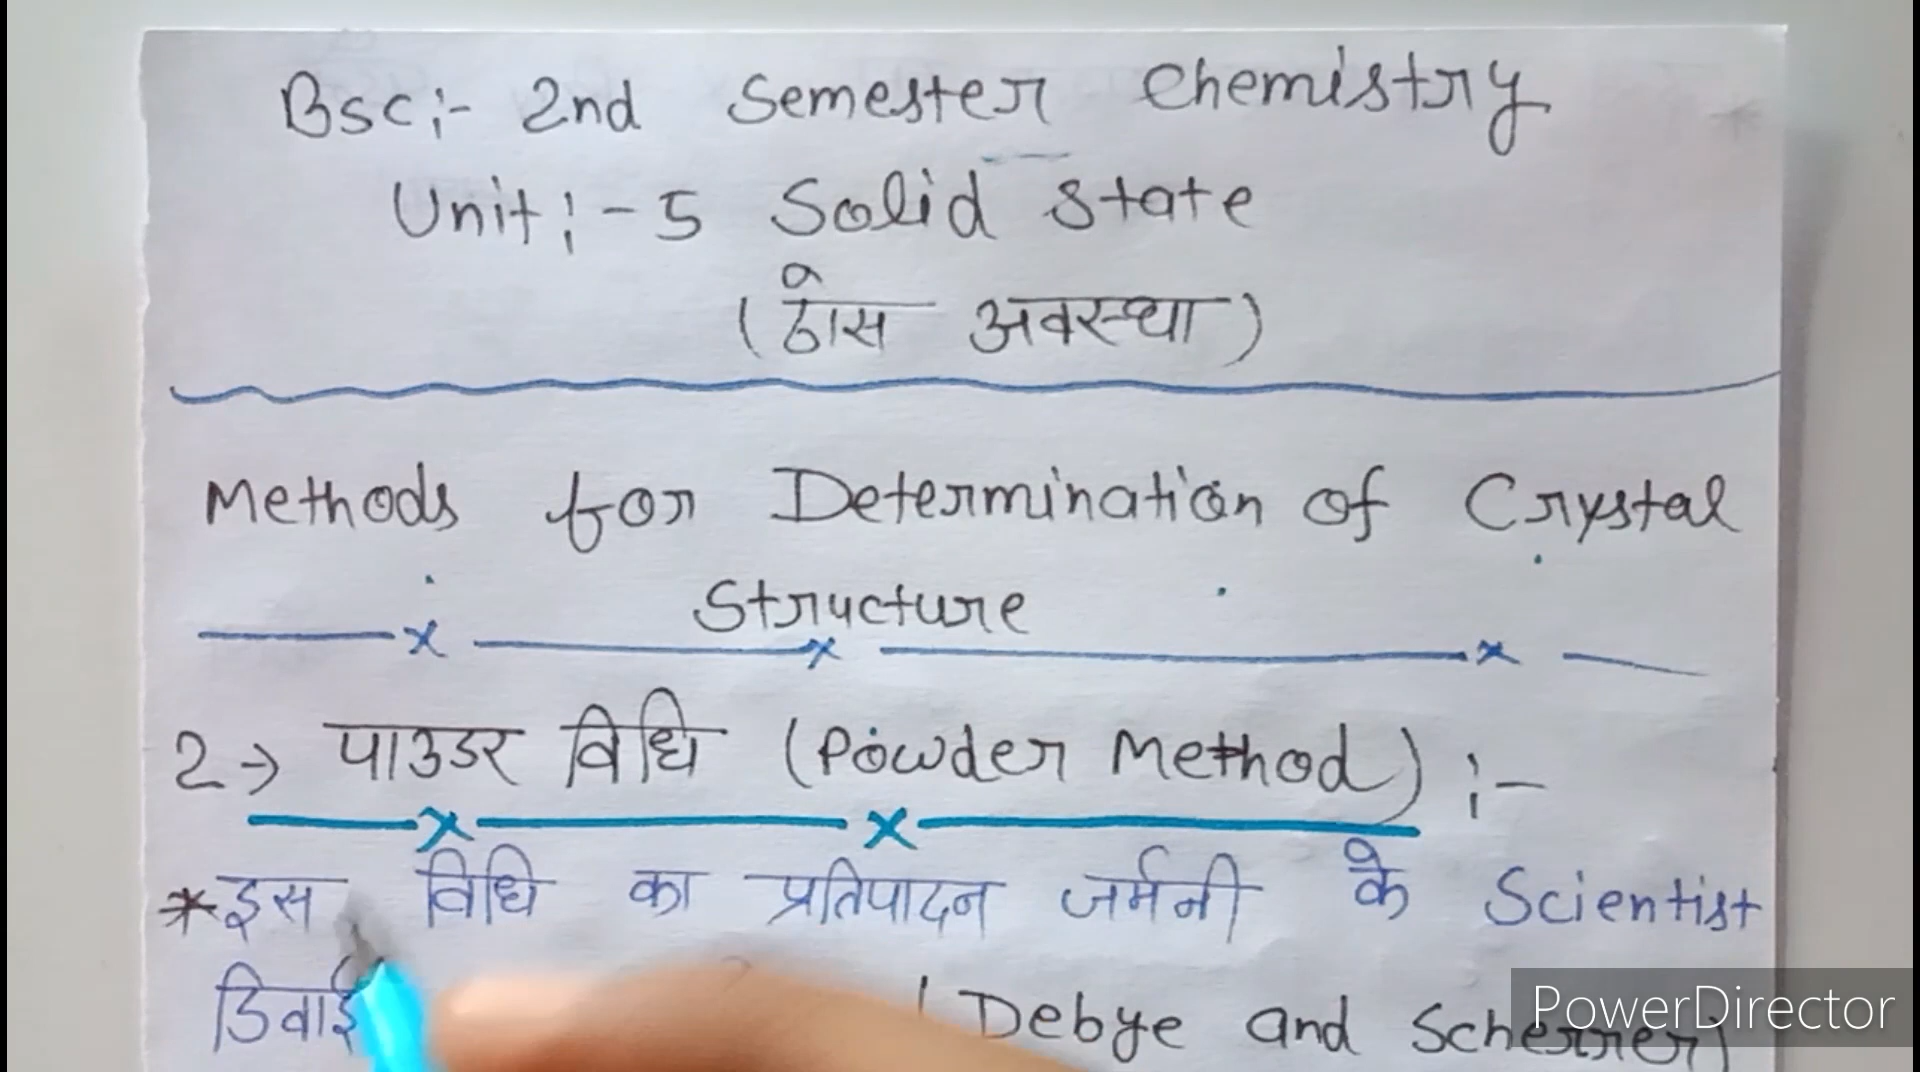 Bsc:- 2nd Semester Chemistry
Unit:-5 Solid State
(ठोस अवस्था)
Methods for Determination of Crystal
Structure
2→ पाउडर विधि (Powder Method) :-
* इस विधि का प्रतिपादन जर्मनी के Scientist
डिवाई (Debye and Scherrer)
PowerDirector